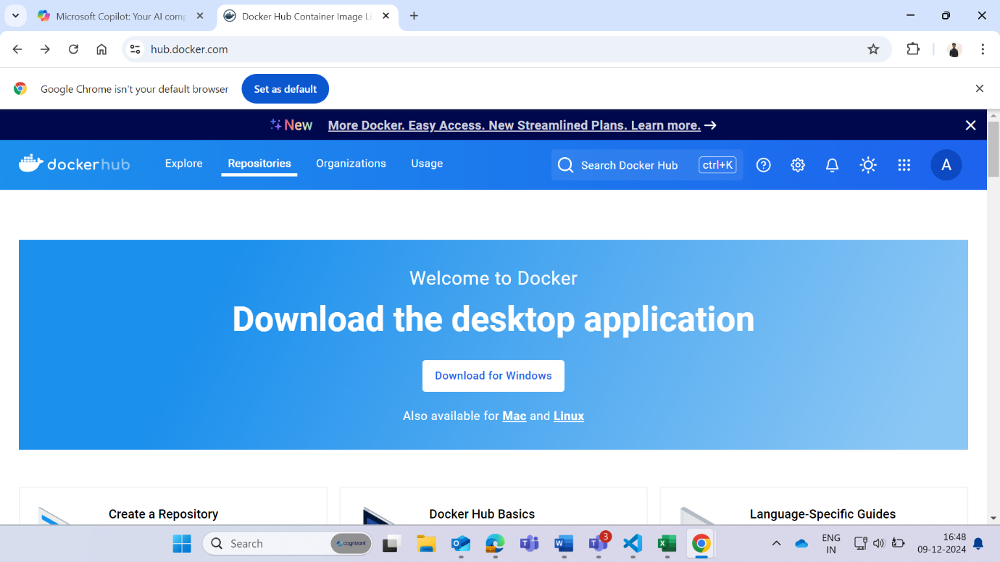 Microsoft Copilot: Your AI comp
Docker Hub Container Image Li
hub.docker.com
Google Chrome isn't your default browser
Set as default
New More Docker. Easy Access. New Streamlined Plans. Learn more. →
dockerhub
Explore
Repositories
Organizations
Usage
Search Docker Hub
ctrl+K
A
Welcome to Docker
Download the desktop application
Download for Windows
Also available for Mac and Linux
Create a Repository
Docker Hub Basics
Language-Specific Guides
Search
cognizant
3
ENG
IN
16:48
09-12-2024